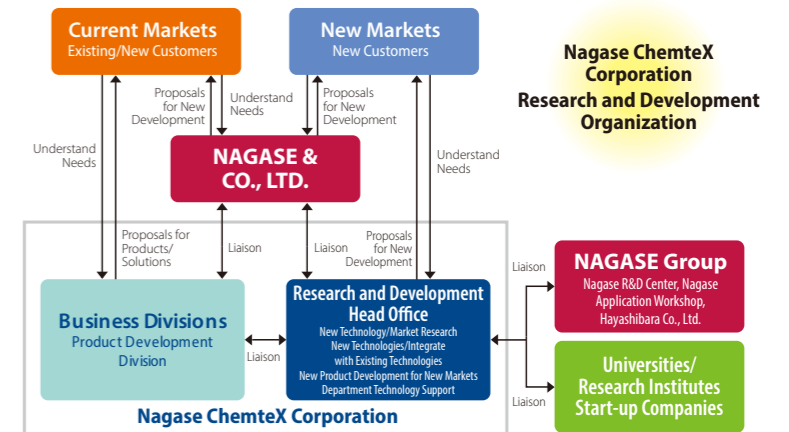 Current Markets
Existing/New Customers
New Markets
New Customers
Nagase ChemteX
Corporation
Research and Development
Organization
Proposals
for New
Development
Understand
Needs
Proposals
for New
Development
Understand
Needs
Understand
Needs
NAGASE &
CO., LTD.
Proposals for
Products/
Solutions
Liaison
Liaison
Proposals
for New
Development
Business Divisions
Product Development
Division
Liaison
Research and Development
Head Office
New Technology/Market Research
New Technologies/Integrate
with Existing Technologies
New Product Development for New Markets
Department Technology Support
Liaison
NAGASE Group
Nagase R&D Center, Nagase
Application Workshop,
Hayashibara Co., Ltd.
Liaison
Universities/
Research Institutes
Start-up Companies
Nagase ChemteX Corporation